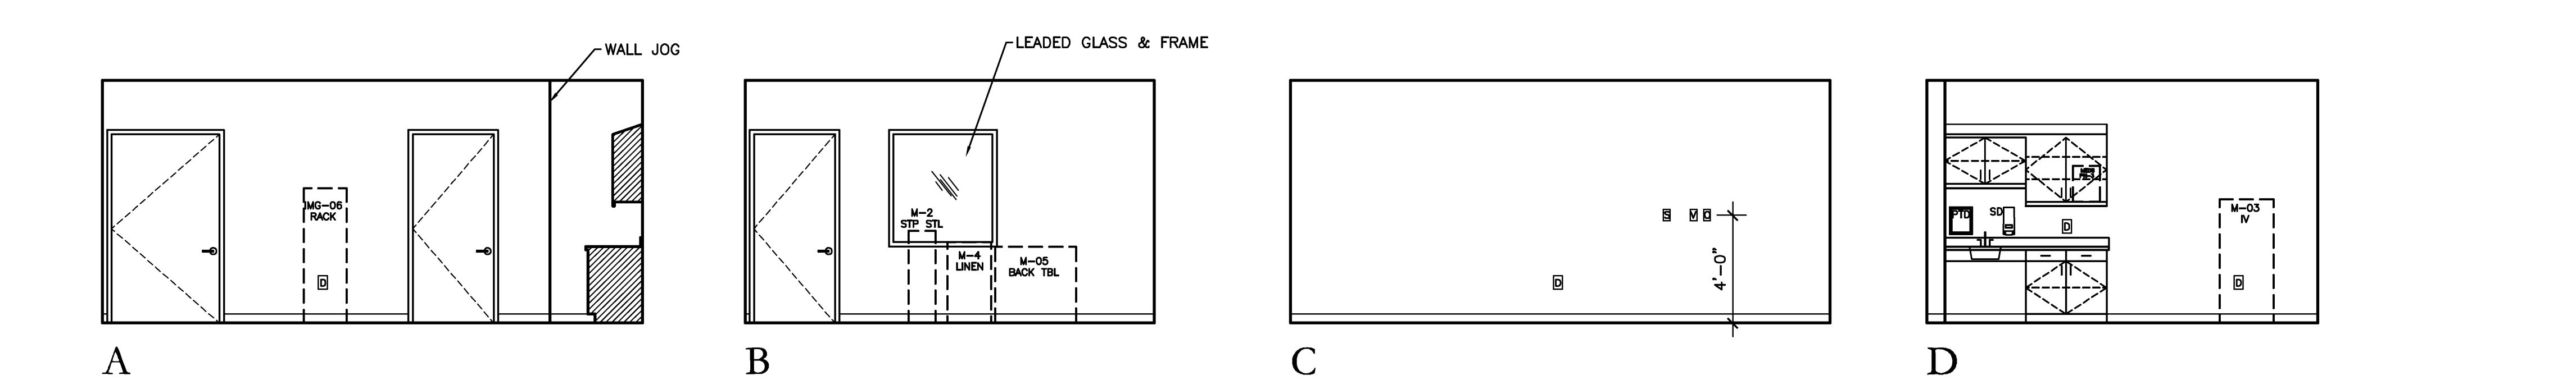 WALL JOG
IMG-06
RACK
D
A
LEADED GLASS & FRAME
M-2
STP STL
M-4
LINEN
M-05
BACK TBL
B
S
V
O
4'-0"
D
C
PTD
SD
D
M-03
IV
D
D